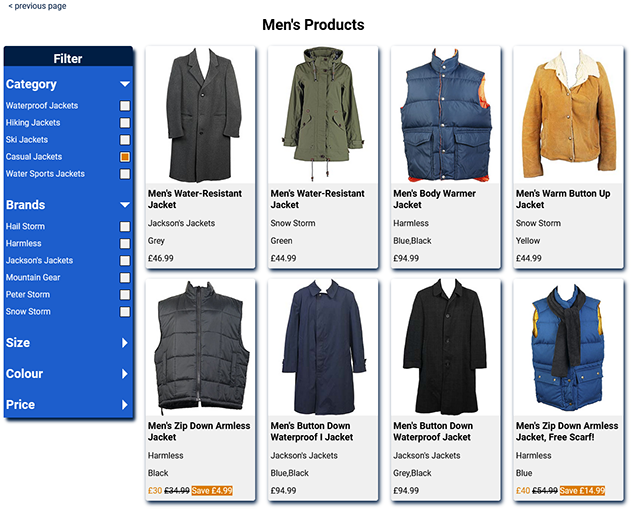 < previous page
Men's Products
Filter
Category
Waterproof Jackets
Hiking Jackets
Ski Jackets
Casual Jackets
Water Sports Jackets
Brands
Hail Storm
Harmless
Jackson's Jackets
Mountain Gear
Peter Storm
Snow Storm
Size
Colour
Price
Men's Water-Resistant
Jacket
Jackson's Jackets
Grey
£46.99
Men's Water-Resistant
Jacket
Snow Storm
Green
£44.99
Men's Body Warmer
Jacket
Harmless
Blue,Black
£94.99
Men's Warm Button Up
Jacket
Snow Storm
Yellow
£44.99
Men's Zip Down Armless
Jacket
Harmless
Black
£30 £34.99 Save £4.99
Men's Button Down
Waterproof I Jacket
Jackson's Jackets
Blue,Black
£94.99
Men's Button Down
Waterproof Jacket
Jackson's Jackets
Grey,Black
£94.99
Men's Zip Down Armless
Jacket, Free Scarf!
Harmless
Blue
£40 £54.99 Save £14.99